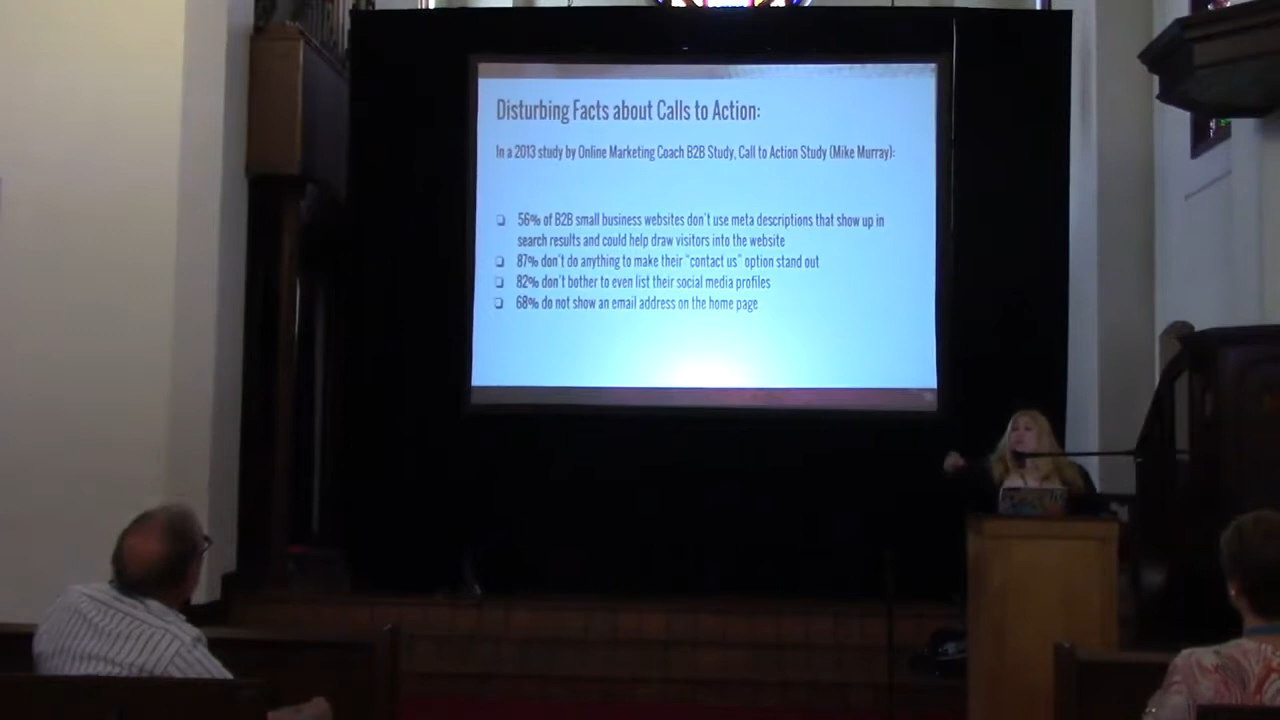 Disturbing Facts about Calls to Action:
In a 2013 study by Online Marketing Coach B2B Study, Call to Action Study (Mike Murray):
56% of B2B small business websites don't use meta descriptions that show up in
search results and could help draw visitors into the website
87% don't do anything to make their "contact us" option stand out
82% don't bother to even list their social media profiles
68% do not show an email address on the home page